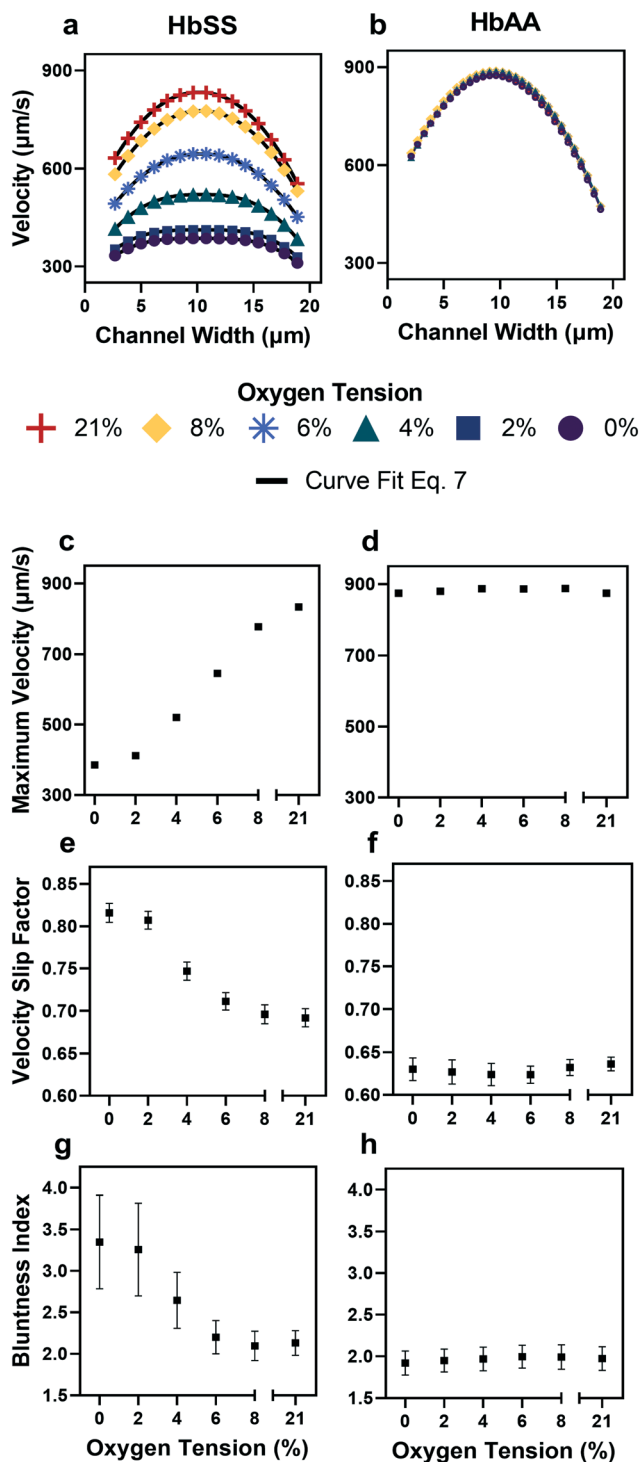 a HbSS HbAA
b
900
600
300
Velocity (µm/s)
0 5 10 15 20
Channel Width (µm)
900
600
300
0 5 10 15 20
Channel Width (µm)
Oxygen Tension
21% 8% 6% 4% 2% 0%
Curve Fit Eq. 7
c
900
700
500
300
Maximum Velocity (µm/s)
0 2 4 6 8 21
d
900
700
500
300
0 2 4 6 8 21
e
0.85
0.80
0.75
0.70
0.65
0.60
Velocity Slip Factor
0 2 4 6 8 21
f
0.85
0.80
0.75
0.70
0.65
0.60
0 2 4 6 8 21
g
4.0
3.5
3.0
2.5
2.0
1.5
Bluntness Index
0 2 4 6 8 21
Oxygen Tension (%)
h
4.0
3.5
3.0
2.5
2.0
1.5
0 2 4 6 8 21
Oxygen Tension (%)